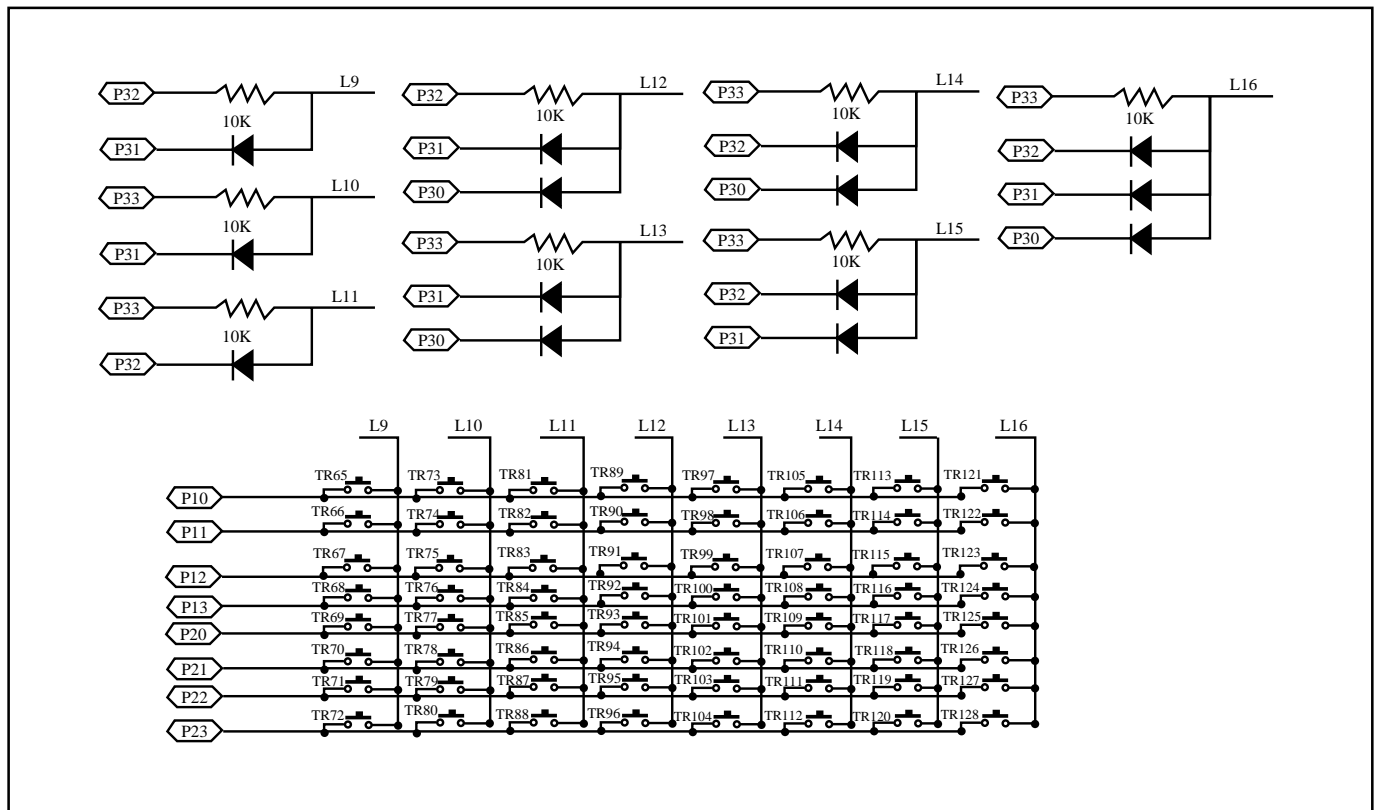 P32 L9
10K
P31
P33 L10
10K
P31
P33 L11
10K
P32
P32 L12
10K
P31
P30
P33 L13
10K
P31
P30
P33 L14
10K
P32
P30
P33 L15
10K
P32
P31
P33 L16
10K
P32
P31
P30
L9 L10 L11 L12 L13 L14 L15 L16
P10 TR65 TR73 TR81 TR89 TR97 TR105 TR113 TR121
P11 TR66 TR74 TR82 TR90 TR98 TR106 TR114 TR122
P12 TR67 TR75 TR83 TR91 TR99 TR107 TR115 TR123
P13 TR68 TR76 TR84 TR92 TR100 TR108 TR116 TR124
P20 TR69 TR77 TR85 TR93 TR101 TR109 TR117 TR125
P21 TR70 TR78 TR86 TR94 TR102 TR110 TR118 TR126
P22 TR71 TR79 TR87 TR95 TR103 TR111 TR119 TR127
P23 TR72 TR80 TR88 TR96 TR104 TR112 TR120 TR128